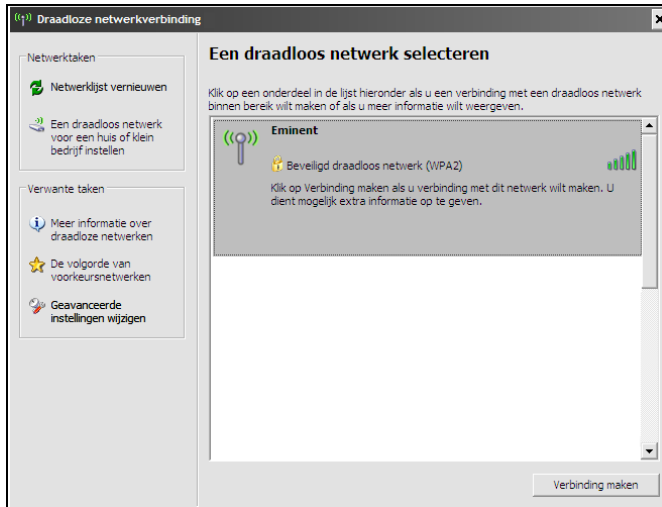 Draadloze netwerkverbinding
Netwerktaken
Netwerklijst vernieuwen
Een draadloos netwerk
voor een huis of klein
bedrijf instellen
Verwante taken
Meer informatie over
draadloze netwerken
De volgorde van
voorkeursnetwerken
Geavanceerde
instellingen wijzigen
Een draadloos netwerk selecteren
Klik op een onderdeel in de lijst hieronder als u een verbinding met een draadloos netwerk
binnen bereik wilt maken of als u meer informatie wilt weergeven.
Eminent
Beveiligd draadloos netwerk (WPA2)
Klik op Verbinding maken als u verbinding met dit netwerk wilt maken. U
dient mogelijk extra informatie op te geven.
Verbinding maken